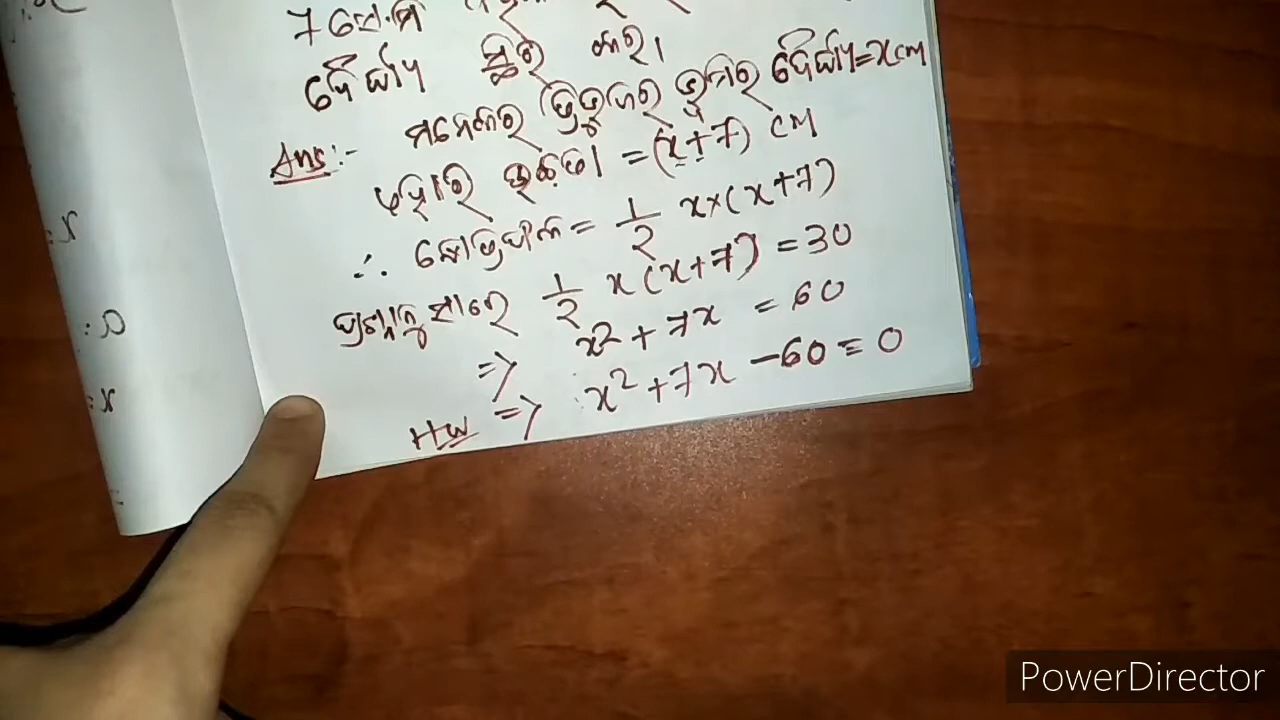 7 ସେ.ମି
ଦୈର୍ଘ୍ୟ ସ୍ଥିର କର।
Ans:- ମନେକର ତ୍ରିଭୁଜର ଭୂମିର ଦୈର୍ଘ୍ୟ = x cm
ତହିଁରେ ଉଚ୍ଚତା = (x + 7) cm
∴ କ୍ଷେତ୍ରଫଳ = 1/2 x × (x + 7)
ପ୍ରଶ୍ନାନୁସାରେ 1/2 x (x + 7) = 30
=> x² + 7x = 60
HW => x² + 7x - 60 = 0
PowerDirector